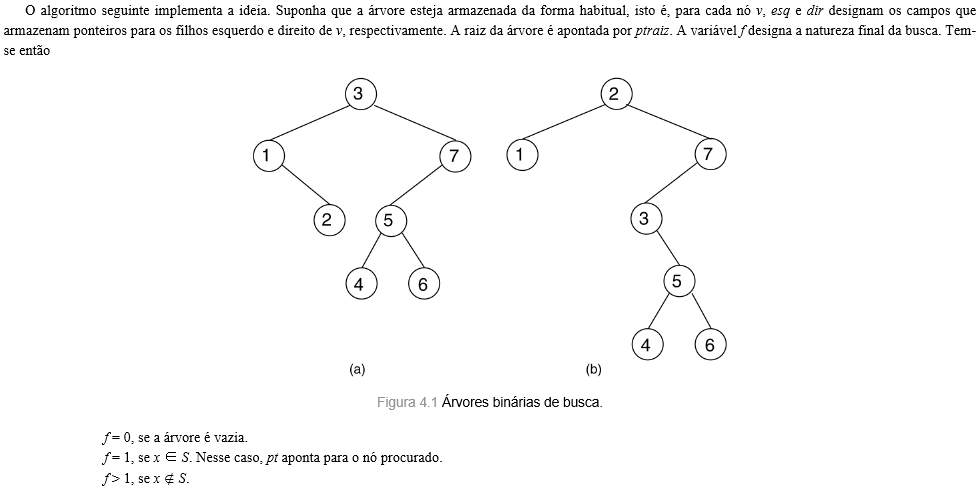 O algoritmo seguinte implementa a ideia. Suponha que a árvore esteja armazenada da forma habitual, isto é, para cada nó v, esq e dir designam os campos que
armazenam ponteiros para os filhos esquerdo e direito de v, respectivamente. A raiz da árvore é apontada por ptraiz. A variável f designa a natureza final da busca. Tem-
se então
3
2
1
7
1
7
2
5
3
4
6
5
4
6
(a)
(b)
Figura 4.1 Árvores binárias de busca.
f = 0, se a árvore é vazia.
f = 1, se x ∈ S. Nesse caso, pt aponta para o nó procurado.
f > 1, se x ∉ S.